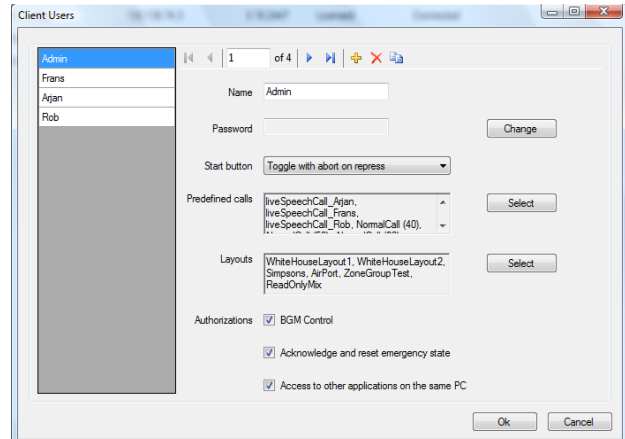 Client Users
Admin
Frans
Arjan
Rob
1 of 4
Name Admin
Password Change
Start button Toggle with abort on repress
Predefined calls liveSpeechCall_Arjan,
liveSpeechCall_Frans,
liveSpeechCall_Rob, NormalCall (40),
Select
Layouts WhiteHouseLayout1, WhiteHouseLayout2,
Simpsons, AirPort, ZoneGroupTest,
ReadOnlyMix
Select
Authorizations BGM Control
Acknowledge and reset emergency state
Access to other applications on the same PC
Ok Cancel